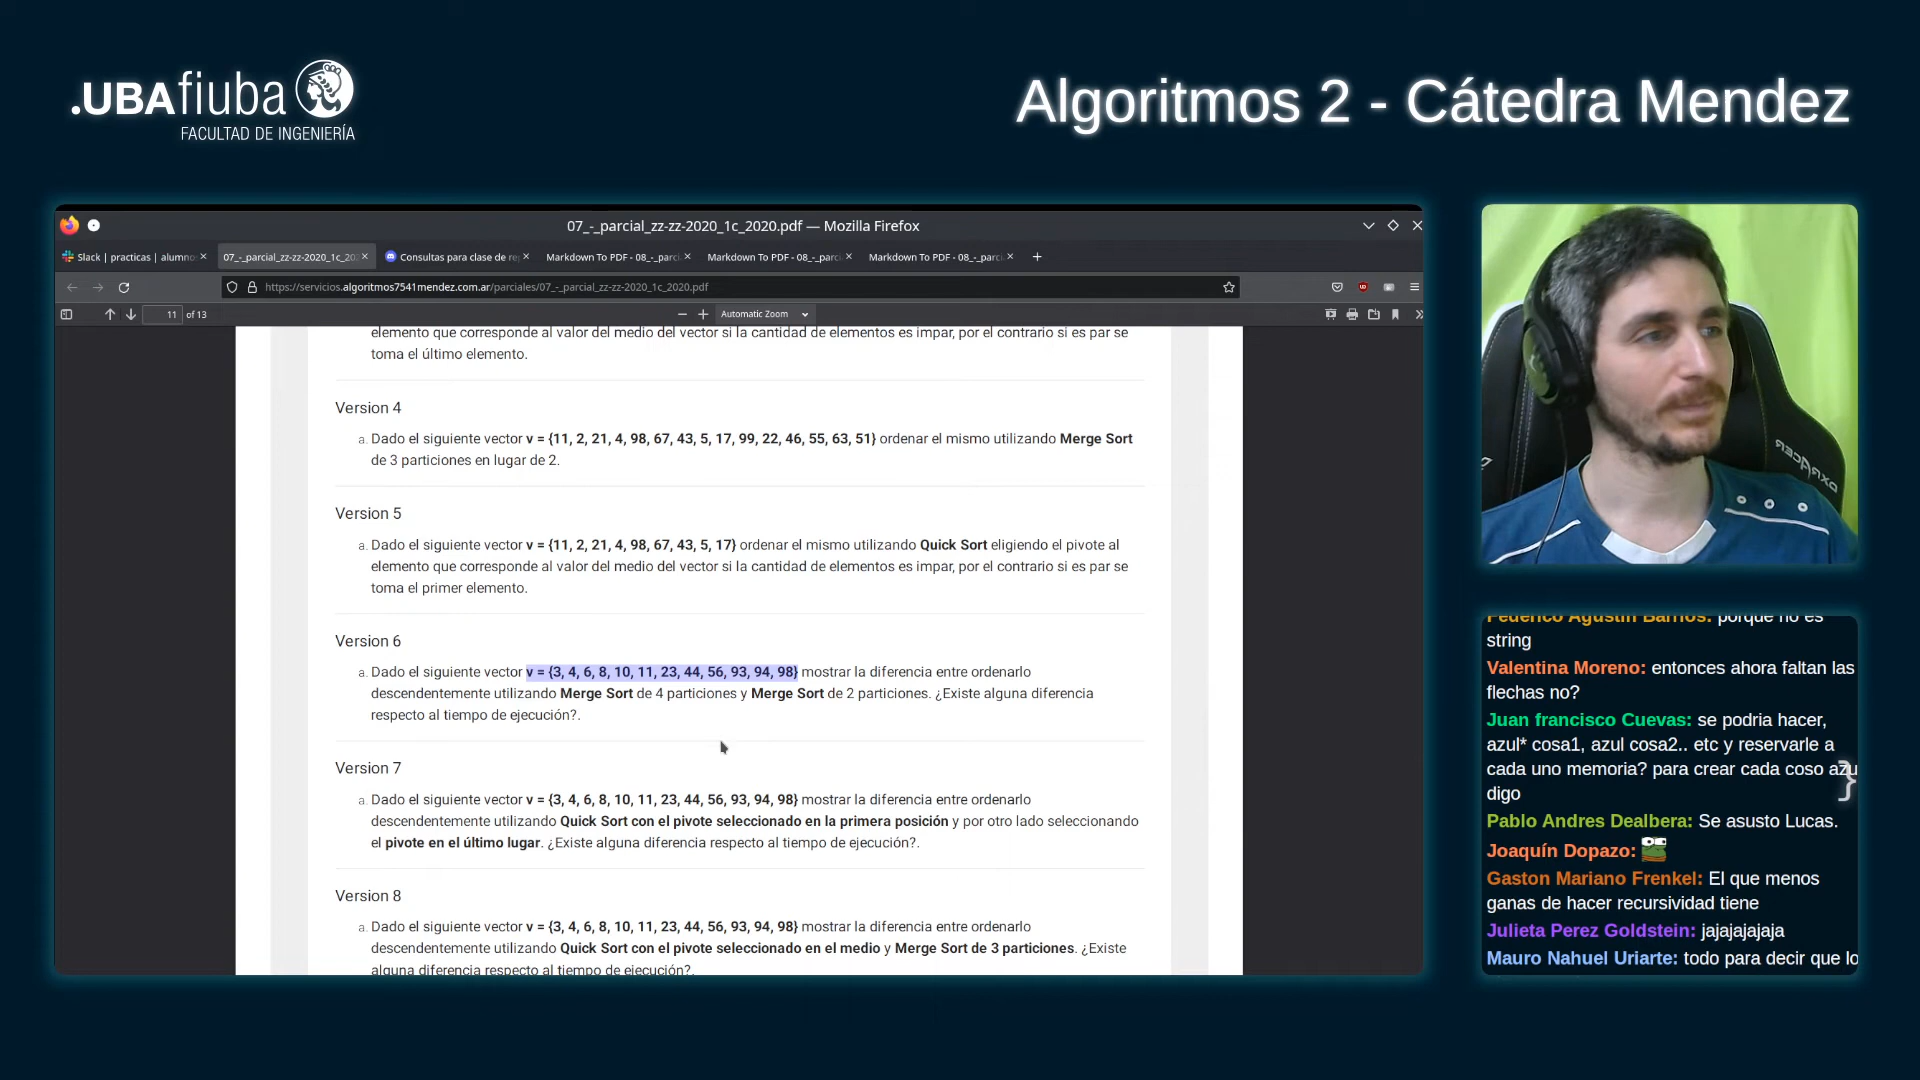 .UBAfiuba
FACULTAD DE INGENIERÍA
Algoritmos 2 - Cátedra Mendez
07_-_parcial_zz-zz-2020_1c_2020.pdf — Mozilla Firefox
Slack | practicas | alumno
07_-_parcial_zz-zz-2020_1c_20
Consultas para clase de re
Markdown To PDF - 08_-_parci
Markdown To PDF - 08_-_parci
Markdown To PDF - 08_-_parci
https://servicios.algoritmos7541mendez.com.ar/parciales/07_-_parcial_zz-zz-2020_1c_2020.pdf
11 of 13
Automatic Zoom
elemento que corresponde al valor del medio del vector si la cantidad de elementos es impar, por el contrario si es par se
toma el último elemento.
Version 4
a. Dado el siguiente vector v = {11, 2, 21, 4, 98, 67, 43, 5, 17, 99, 22, 46, 55, 63, 51} ordenar el mismo utilizando Merge Sort
de 3 particiones en lugar de 2.
Version 5
a. Dado el siguiente vector v = {11, 2, 21, 4, 98, 67, 43, 5, 17} ordenar el mismo utilizando Quick Sort eligiendo el pivote al
elemento que corresponde al valor del medio del vector si la cantidad de elementos es impar, por el contrario si es par se
toma el primer elemento.
Version 6
a. Dado el siguiente vector v = {3, 4, 6, 8, 10, 11, 23, 44, 56, 93, 94, 98} mostrar la diferencia entre ordenarlo
descendentemente utilizando Merge Sort de 4 particiones y Merge Sort de 2 particiones. ¿Existe alguna diferencia
respecto al tiempo de ejecución?.
Version 7
a. Dado el siguiente vector v = {3, 4, 6, 8, 10, 11, 23, 44, 56, 93, 94, 98} mostrar la diferencia entre ordenarlo
descendentemente utilizando Quick Sort con el pivote seleccionado en la primera posición y por otro lado seleccionando
el pivote en el último lugar. ¿Existe alguna diferencia respecto al tiempo de ejecución?.
Version 8
a. Dado el siguiente vector v = {3, 4, 6, 8, 10, 11, 23, 44, 56, 93, 94, 98} mostrar la diferencia entre ordenarlo
descendentemente utilizando Quick Sort con el pivote seleccionado en el medio y Merge Sort de 3 particiones. ¿Existe
alguna diferencia respecto al tiempo de ejecución?.
DXRACER
Federico Agustin Barrios: porque no es
string
Valentina Moreno: entonces ahora faltan las
flechas no?
Juan francisco Cuevas: se podria hacer,
azul* cosa1, azul cosa2.. etc y reservarle a
cada uno memoria? para crear cada coso azu
digo
}
Pablo Andres Dealbera: Se asusto Lucas.
Joaquín Dopazo:
Gaston Mariano Frenkel: El que menos
ganas de hacer recursividad tiene
Julieta Perez Goldstein: jajajajajaja
Mauro Nahuel Uriarte: todo para decir que lo